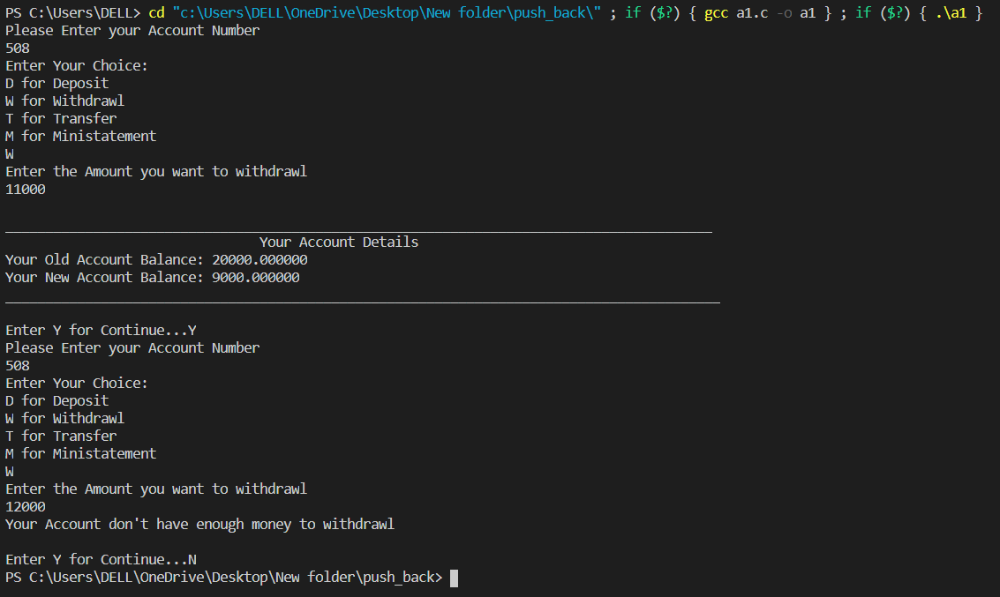 PS C:\Users\DELL> cd "c:\Users\DELL\OneDrive\Desktop\New folder\push_back\" ; if ($?) { gcc a1.c -o a1 } ; if ($?) { .\a1 }
Please Enter your Account Number
508
Enter Your Choice:
D for Deposit
W for Withdrawl
T for Transfer
M for Ministatement
W
Enter the Amount you want to withdrawl
11000
Your Account Details
Your Old Account Balance: 20000.000000
Your New Account Balance: 9000.000000
Enter Y for Continue...Y
Please Enter your Account Number
508
Enter Your Choice:
D for Deposit
W for Withdrawl
T for Transfer
M for Ministatement
W
Enter the Amount you want to withdrawl
12000
Your Account don't have enough money to withdrawl
Enter Y for Continue...N
PS C:\Users\DELL\OneDrive\Desktop\New folder\push_back>